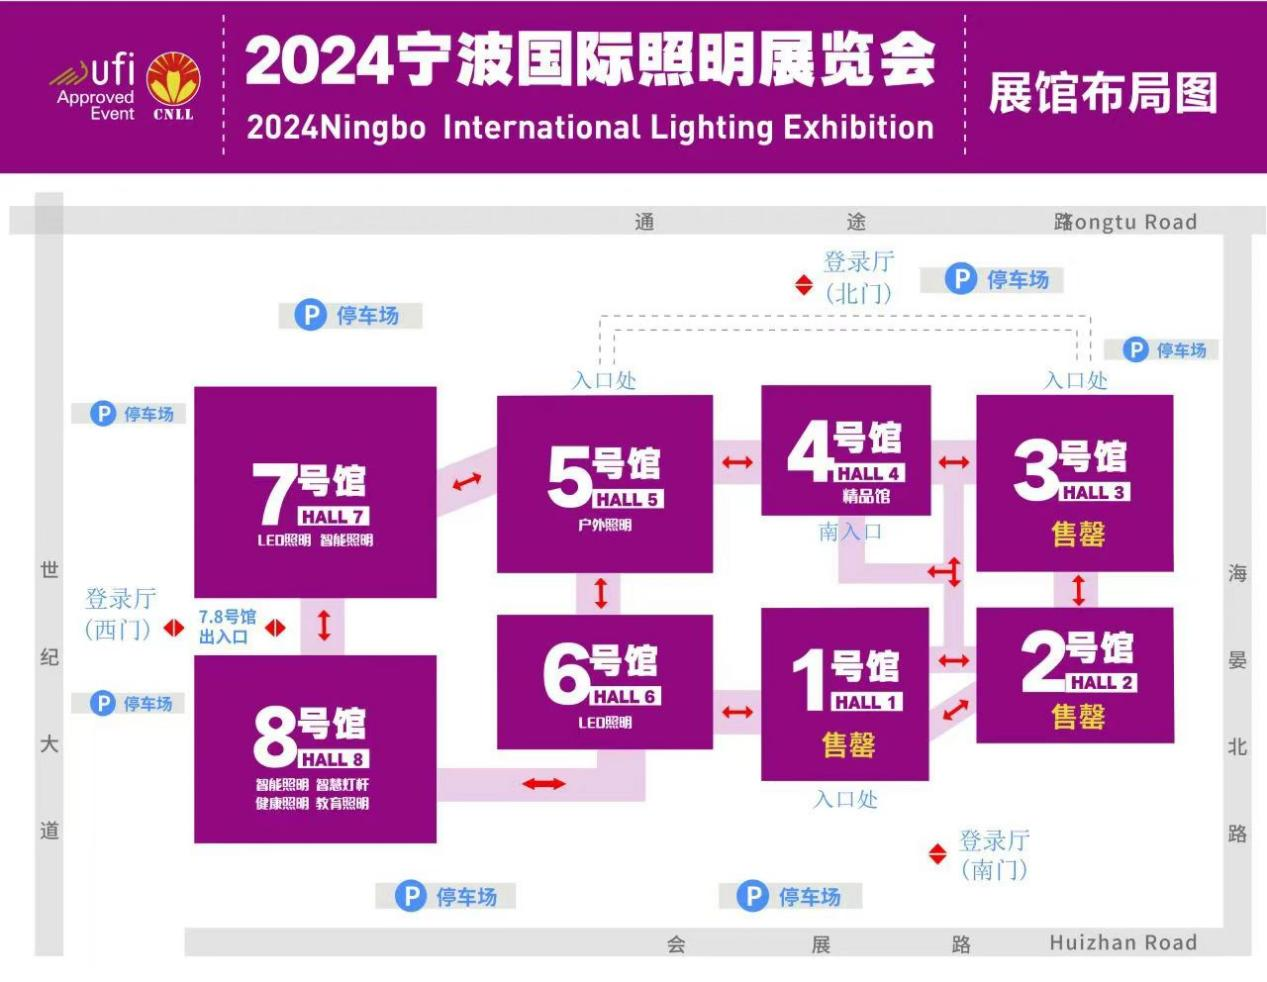 ufi
Approved
Event
CNLL
2024宁波国际照明展览会
2024Ningbo International Lighting Exhibition
展馆布局图
通途路
Tongtu Road
登录厅
(北门)
P 停车场
P 停车场
P 停车场
入口处
入口处
P 停车场
7号馆
HALL 7
LED照明 智能照明
5号馆
HALL 5
户外照明
4号馆
HALL 4
精品馆
南入口
3号馆
HALL 3
售罄
世纪大道
海晏北路
登录厅
(西门)
7.8号馆
出入口
P 停车场
8号馆
HALL 8
智能照明 智慧灯杆
健康照明 教育照明
6号馆
HALL 6
LED照明
1号馆
HALL 1
售罄
入口处
2号馆
HALL 2
售罄
登录厅
(南门)
P 停车场
P 停车场
会展路
Huizhan Road